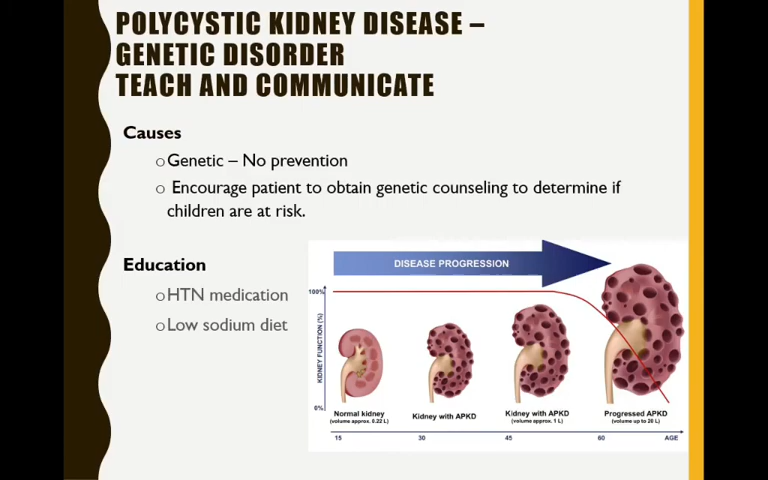 POLYCYSTIC KIDNEY DISEASE –
GENETIC DISORDER
TEACH AND COMMUNICATE
Causes
o Genetic – No prevention
o Encourage patient to obtain genetic counseling to determine if
children are at risk.
Education
o HTN medication
o Low sodium diet
DISEASE PROGRESSION
100%
KIDNEY FUNCTION (%)
0%
Normal kidney
(volume approx. 0.22 L)
Kidney with APKD
Kidney with APKD
(volume approx. 1 L)
Progressed APKD
(volume up to 20 L)
15 30 45 60 AGE